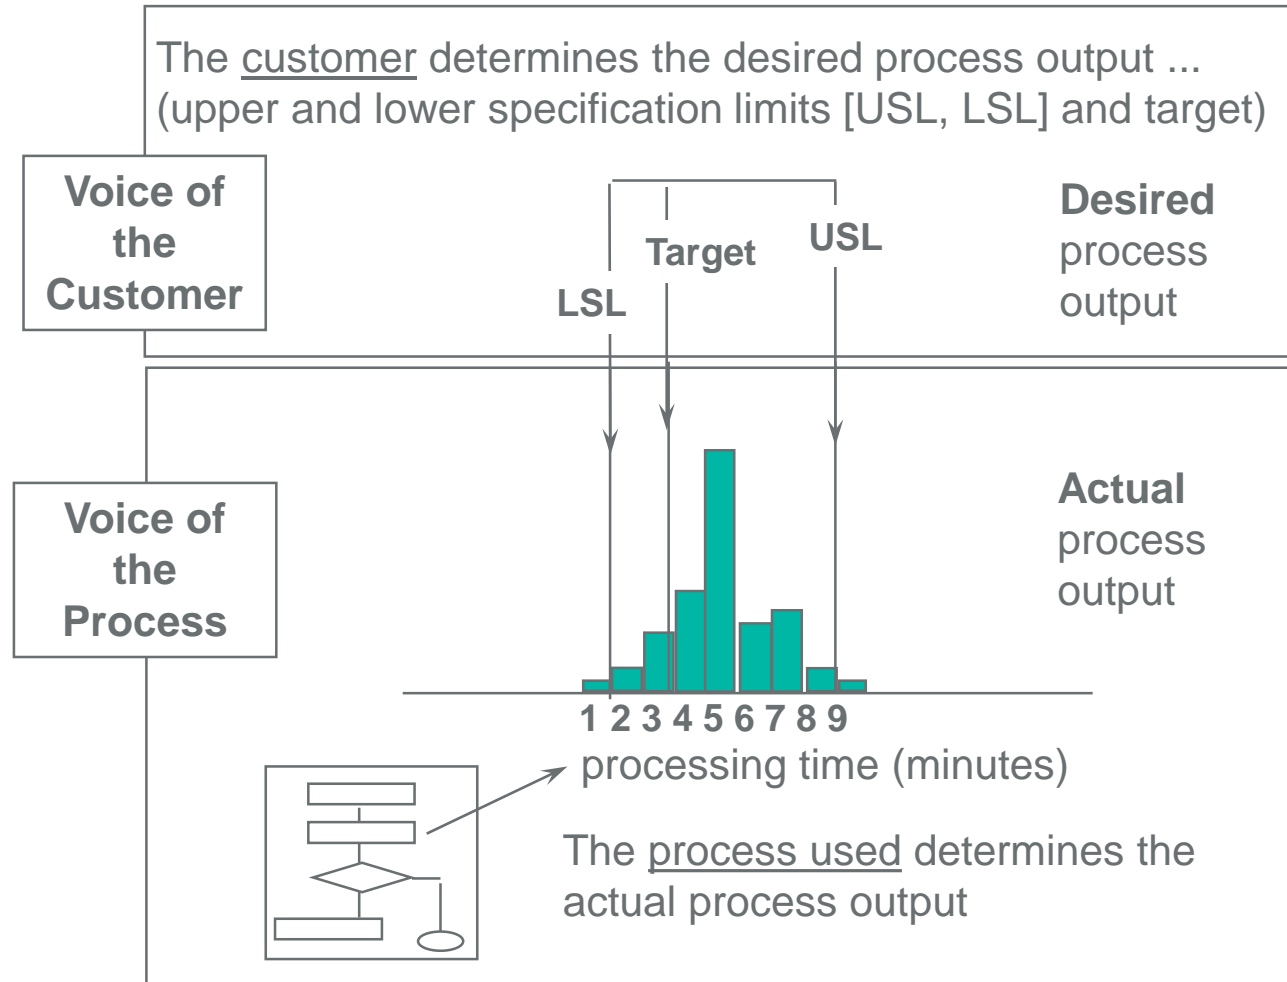 The customer determines the desired process output ...
(upper and lower specification limits [USL, LSL] and target)
Voice of
the
Customer
LSL
Target
USL
Desired
process
output
Voice of
the
Process
Actual
process
output
1 2 3 4 5 6 7 8 9
processing time (minutes)
The process used determines the
actual process output